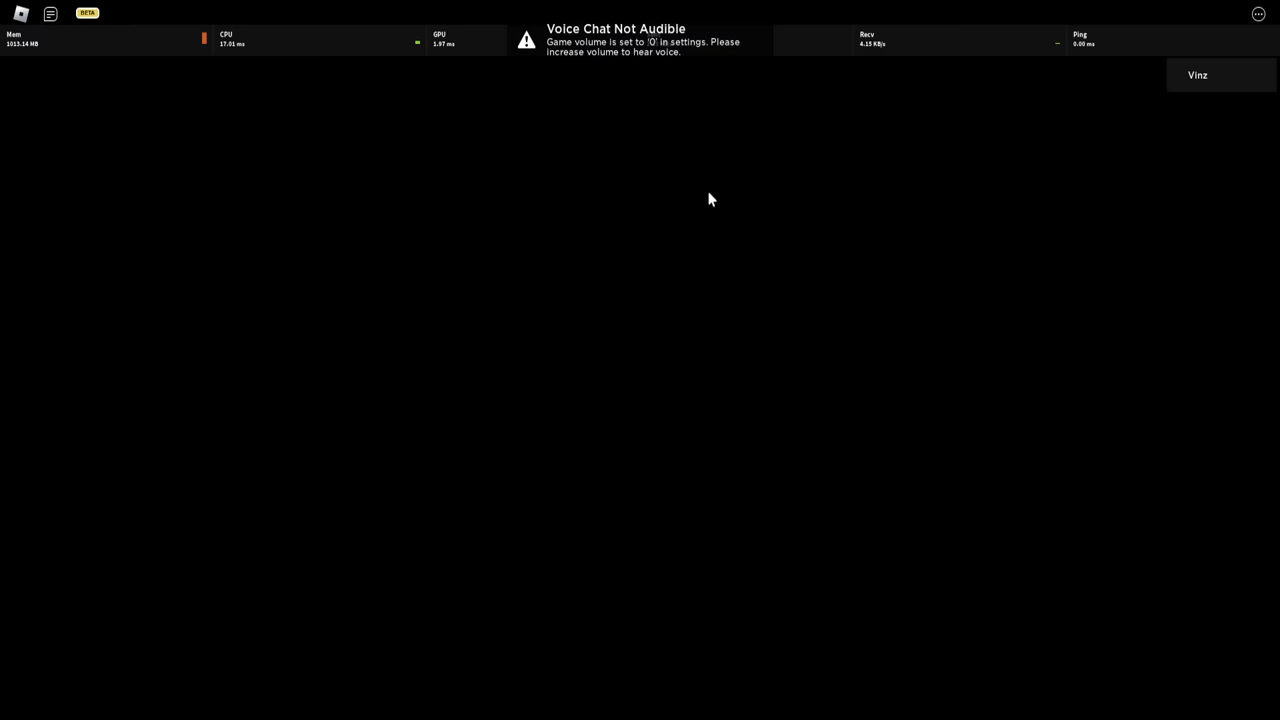 BETA
Mem
1013.14 MB
CPU
17.01 ms
GPU
1.97 ms
Voice Chat Not Audible
Game volume is set to '0' in settings. Please
increase volume to hear voice.
Recv
4.15 KB/s
Ping
0.00 ms
Vinz